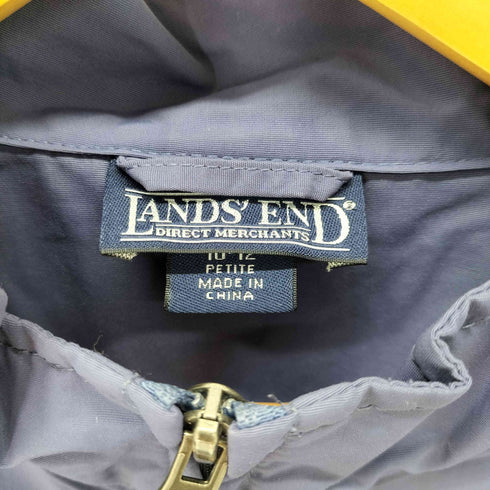 LANDS' END®
DIRECT MERCHANTS
10-12
PETITE
MADE IN
CHINA